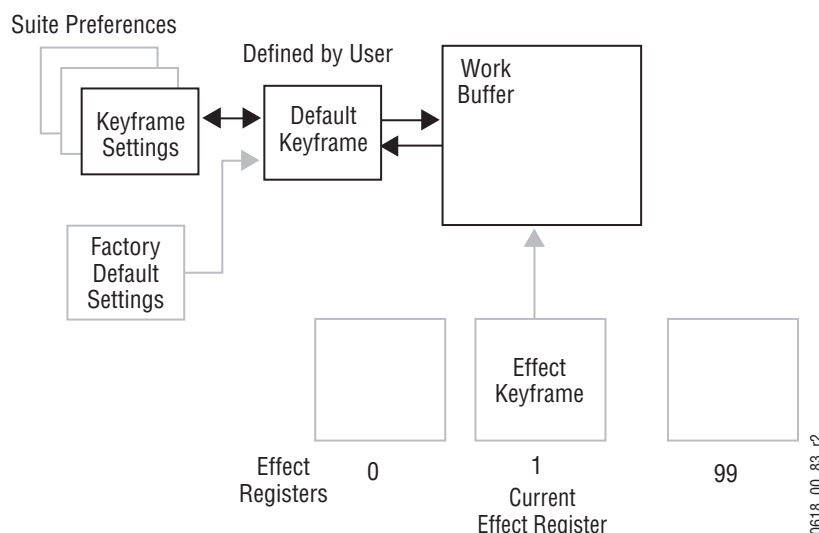 Suite Preferences
Defined by User
Work
Buffer
Keyframe
Settings
Default
Keyframe
Factory
Default
Settings
Effect
Keyframe
Effect
Registers
0
1
99
Current
Effect Register
0618_00_83_r2